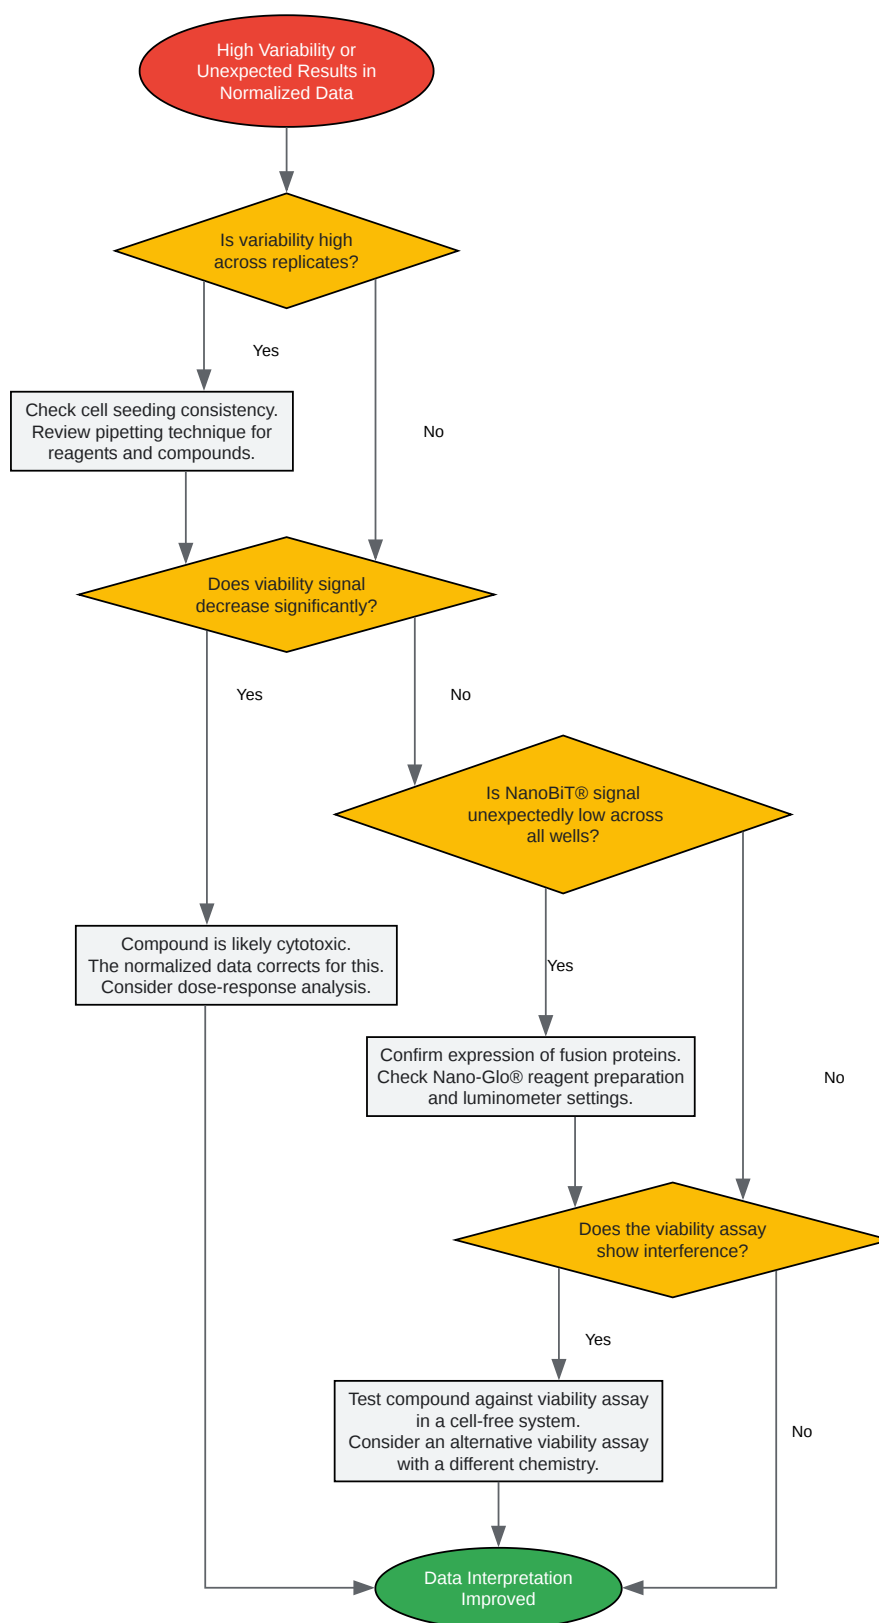 High Variability or
Unexpected Results in
Normalized Data
Is variability high
across replicates?
Yes
Check cell seeding consistency.
Review pipetting technique for
reagents and compounds.
No
Does viability signal
decrease significantly?
Yes
No
Is NanoBiT® signal
unexpectedly low across
all wells?
Compound is likely cytotoxic.
The normalized data corrects for this.
Consider dose-response analysis.
Yes
Confirm expression of fusion proteins.
Check Nano-Glo® reagent preparation
and luminometer settings.
No
Does the viability assay
show interference?
Yes
Test compound against viability assay
in a cell-free system.
Consider an alternative viability assay
with a different chemistry.
No
Data Interpretation
Improved